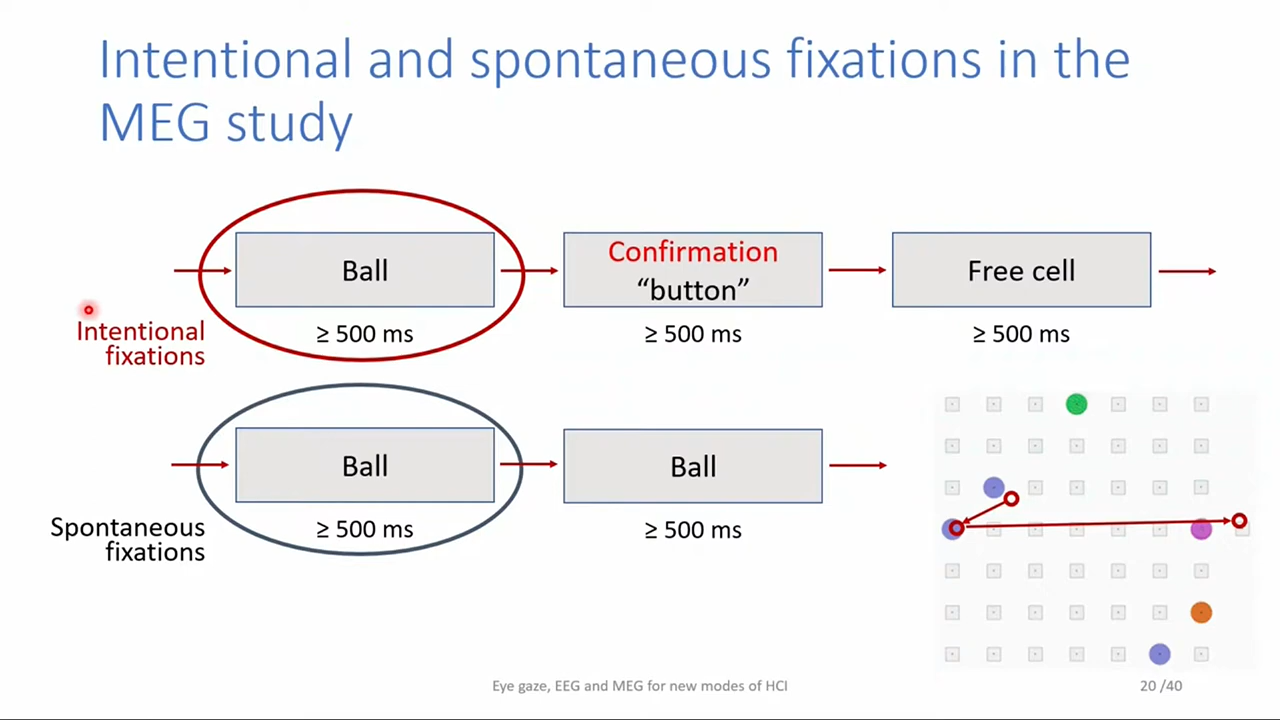 Intentional and spontaneous fixations in the
MEG study
Ball
Confirmation
“button”
Free cell
Intentional
fixations
≥ 500 ms
≥ 500 ms
≥ 500 ms
Ball
Ball
Spontaneous
fixations
≥ 500 ms
≥ 500 ms
Eye gaze, EEG and MEG for new modes of HCI
20 /40